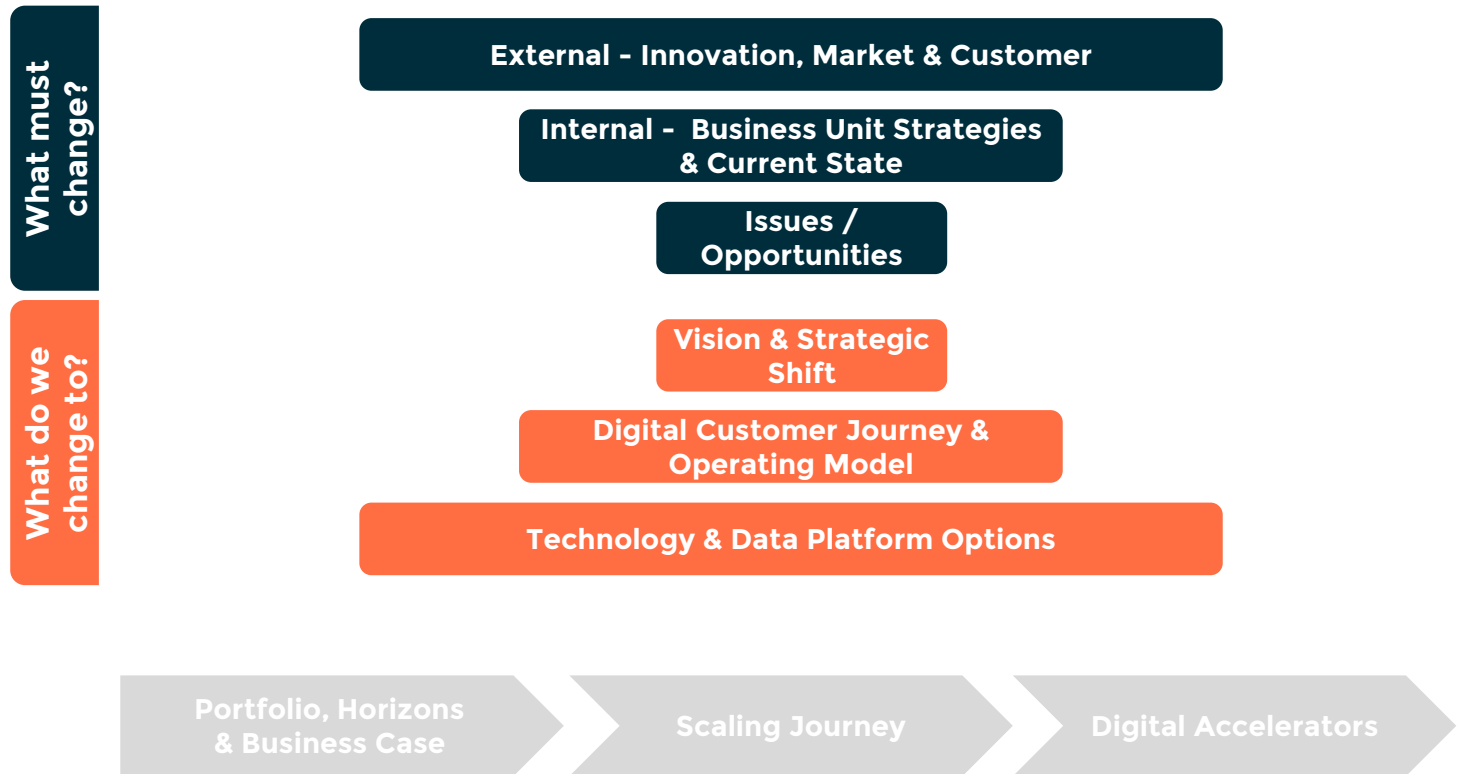 What must
change?
External - Innovation, Market & Customer
Internal -  Business Unit Strategies
& Current State
Issues /
Opportunities
What do we
change to?
Vision & Strategic
Shift
Digital Customer Journey &
Operating Model
Technology & Data Platform Options
Portfolio, Horizons
& Business Case
Scaling Journey
Digital Accelerators